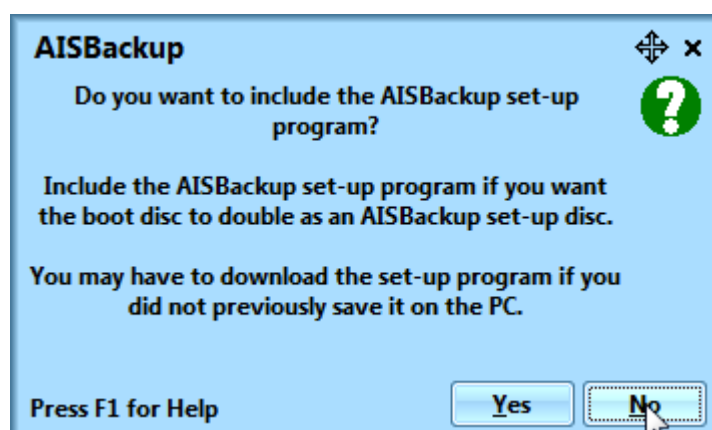 AISBackup
Do you want to include the AISBackup set-up
program?
Include the AISBackup set-up program if you want
the boot disc to double as an AISBackup set-up disc.
You may have to download the set-up program if you
did not previously save it on the PC.
Press F1 for Help
Yes
No